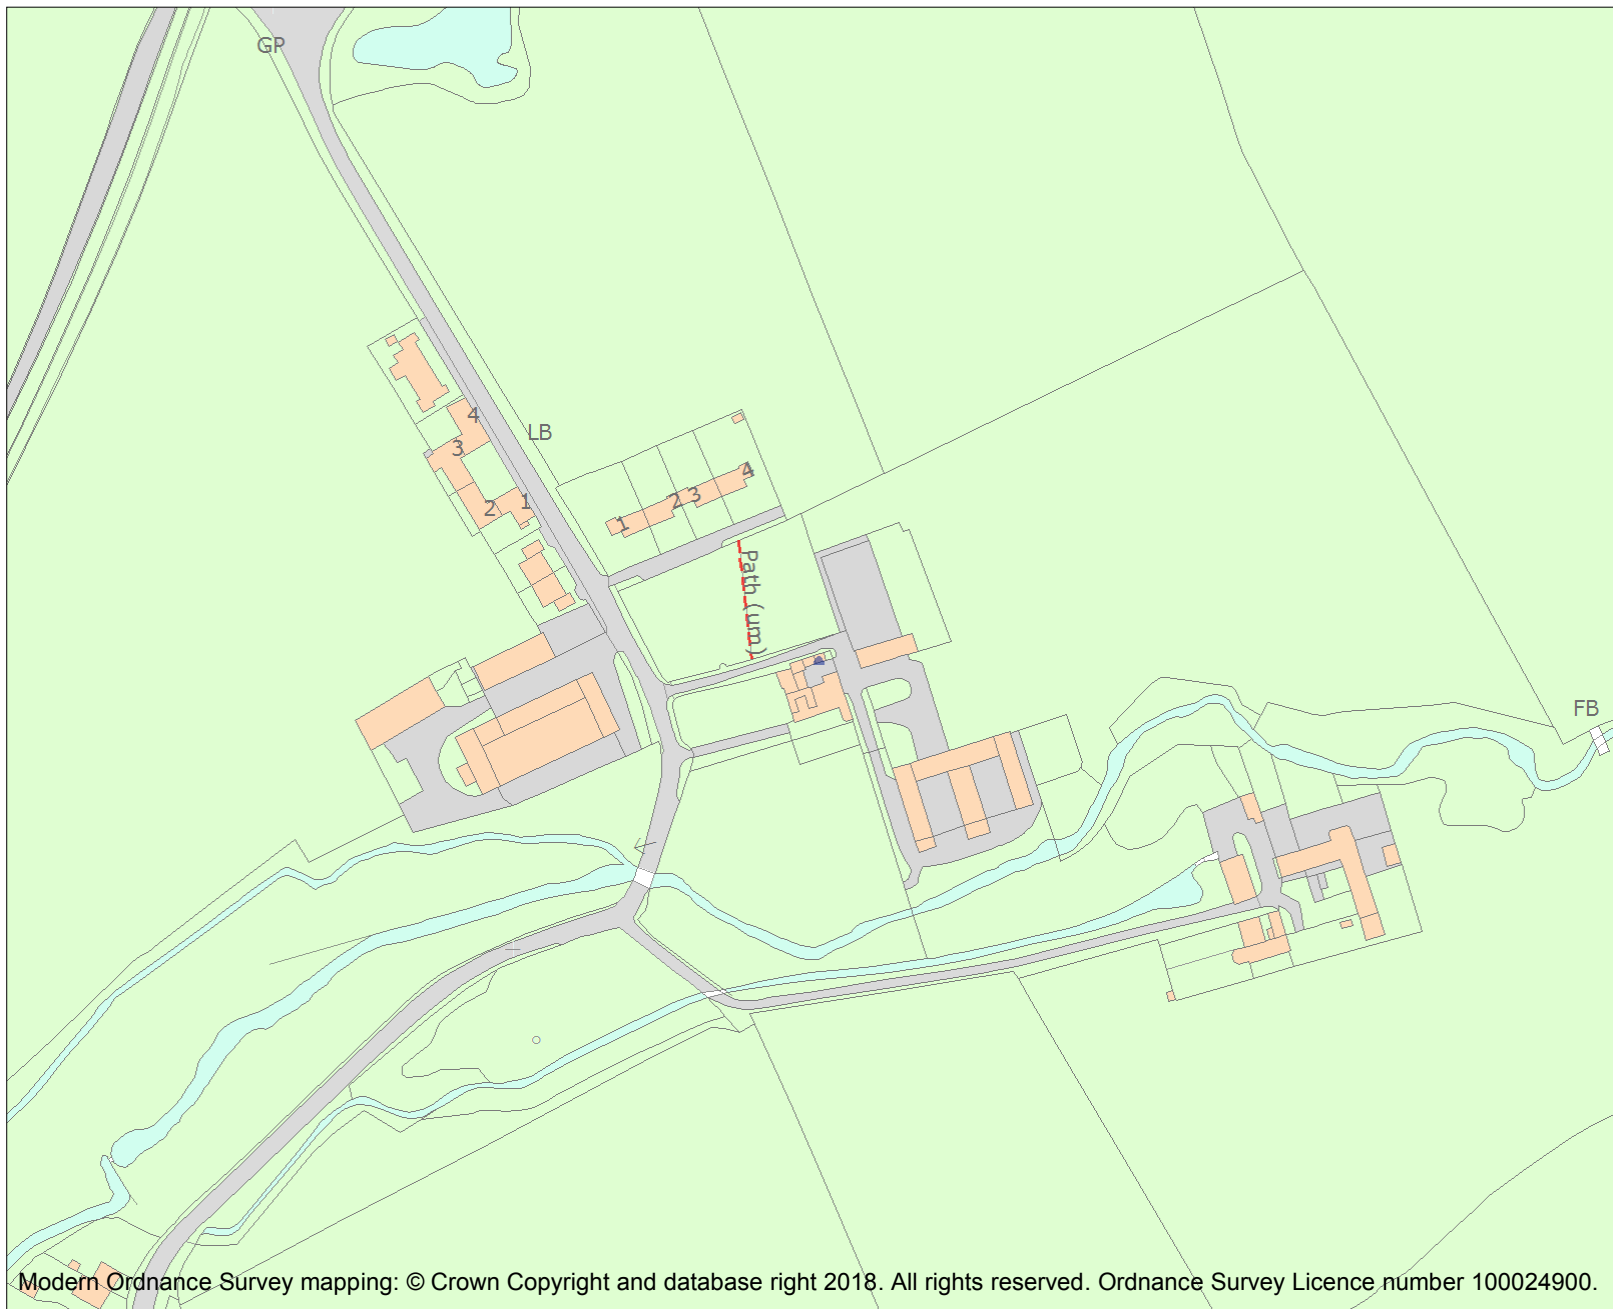 GP
4
LB
3
4
2 3
1
2
1
Path (um)
FB
Modern Ordnance Survey mapping: © Crown Copyright and database right 2018. All rights reserved. Ordnance Survey Licence number 100024900.